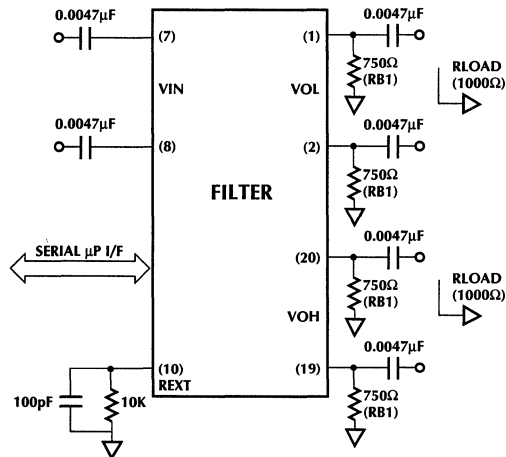 0.0047µF
(7)
VIN
0.0047µF
(8)
FILTER
SERIAL µP I/F
(10)
REXT
100pF
10K
(1)
0.0047µF
VOL
750Ω
(RB1)
RLOAD
(1000Ω)
(2)
0.0047µF
750Ω
(RB1)
(20)
0.0047µF
VOH
750Ω
(RB1)
RLOAD
(1000Ω)
(19)
0.0047µF
750Ω
(RB1)